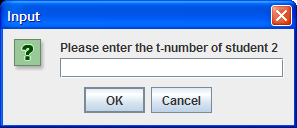 Input
Please enter the t-number of student 2
OK Cancel